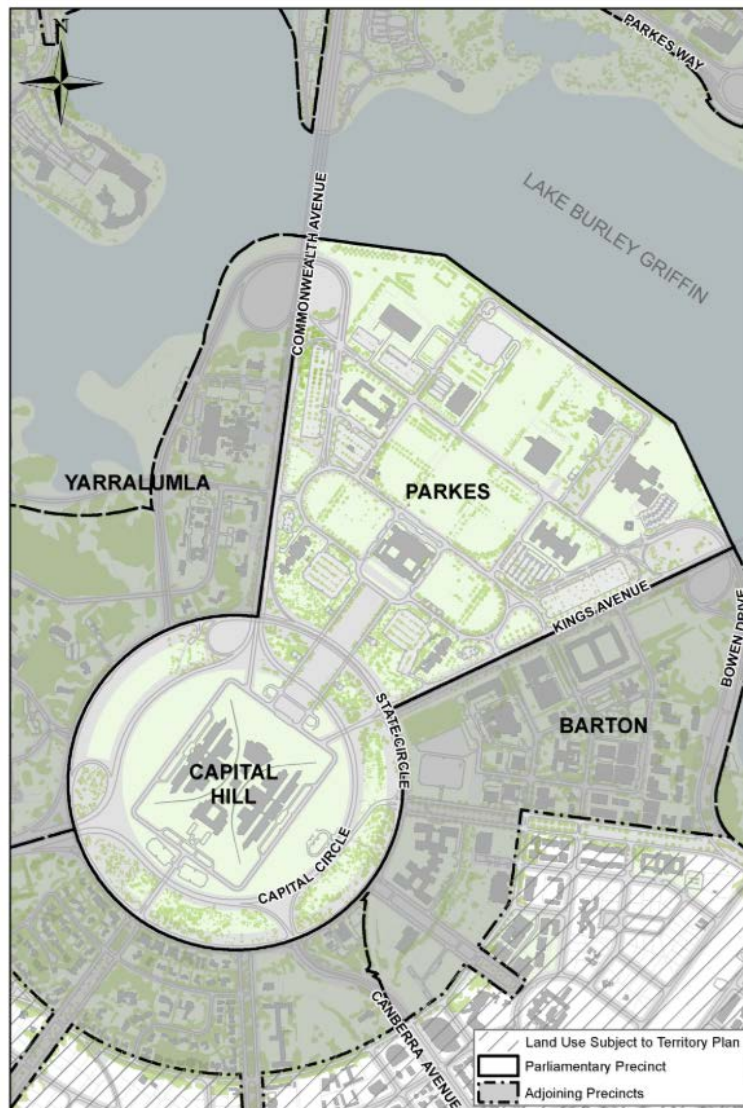 N
PARKES WAY
COMMONWEALTH AVENUE
LAKE BURLEY GRIFFIN
YARRALUMLA
PARKES
KINGS AVENUE
BOWEN DRIVE
STATE CIRCLE
BARTON
CAPITAL
HILL
CAPITAL CIRCLE
CANBERRA AVENUE
Land Use Subject to Territory Plan
Parliamentary Precinct
Adjoining Precincts